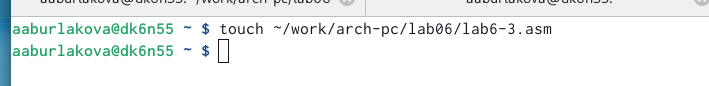 aaburlakova@dk6n55 ~ $ touch ~/work/arch-pc/lab06/lab6-3.asm
aaburlakova@dk6n55 ~ $